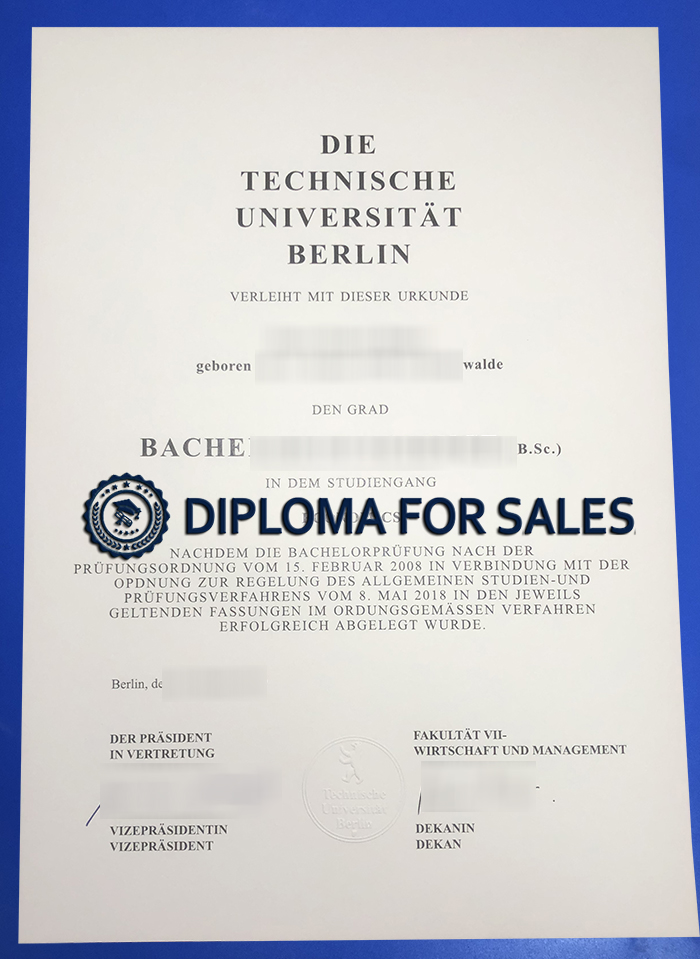 DIE
TECHNISCHE
UNIVERSITÄT
BERLIN
VERLEIHT MIT DIESER URKUNDE
geboren walde
DEN GRAD
BACHE B.Sc.)
IN DEM STUDIENGANG
DIPLOMA FOR SALES
NACHDEM DIE BACHELORPRÜFUNG NACH DER
PRÜFUNGSORDNUNG VOM 15. FEBRUAR 2008 IN VERBINDUNG MIT DER
OPDNUNG ZUR REGELUNG DES ALLGEMEINEN STUDIEN-UND
PRÜFUNGSVERFAHRENS VOM 8. MAI 2018 IN DEN JEWEILS
GELTENDEN FASSUNGEN IM ORDUNGSGEMÄSSEN VERFAHREN
ERFOLGREICH ABGELEGT WURDE.
Berlin, de
DER PRÄSIDENT
IN VERTRETUNG
VIZEPRÄSIDENTIN
VIZEPRÄSIDENT
Technische
Universität
Berlin
FAKULTÄT VII-
WIRTSCHAFT UND MANAGEMENT
DEKANIN
DEKAN